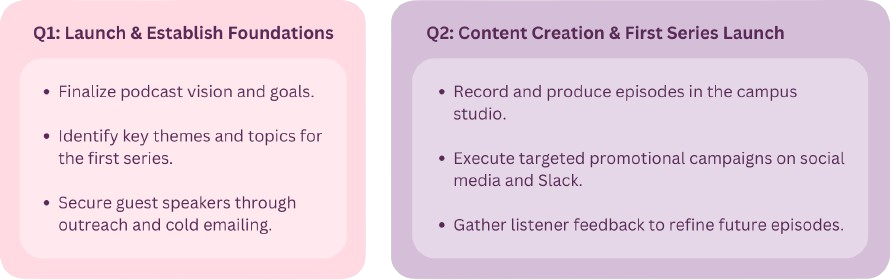 Q1: Launch & Establish Foundations
• Finalize podcast vision and goals.
• Identify key themes and topics for
the first series.
• Secure guest speakers through
outreach and cold emailing.
Q2: Content Creation & First Series Launch
• Record and produce episodes in the campus
studio.
• Execute targeted promotional campaigns on social
media and Slack.
• Gather listener feedback to refine future episodes.